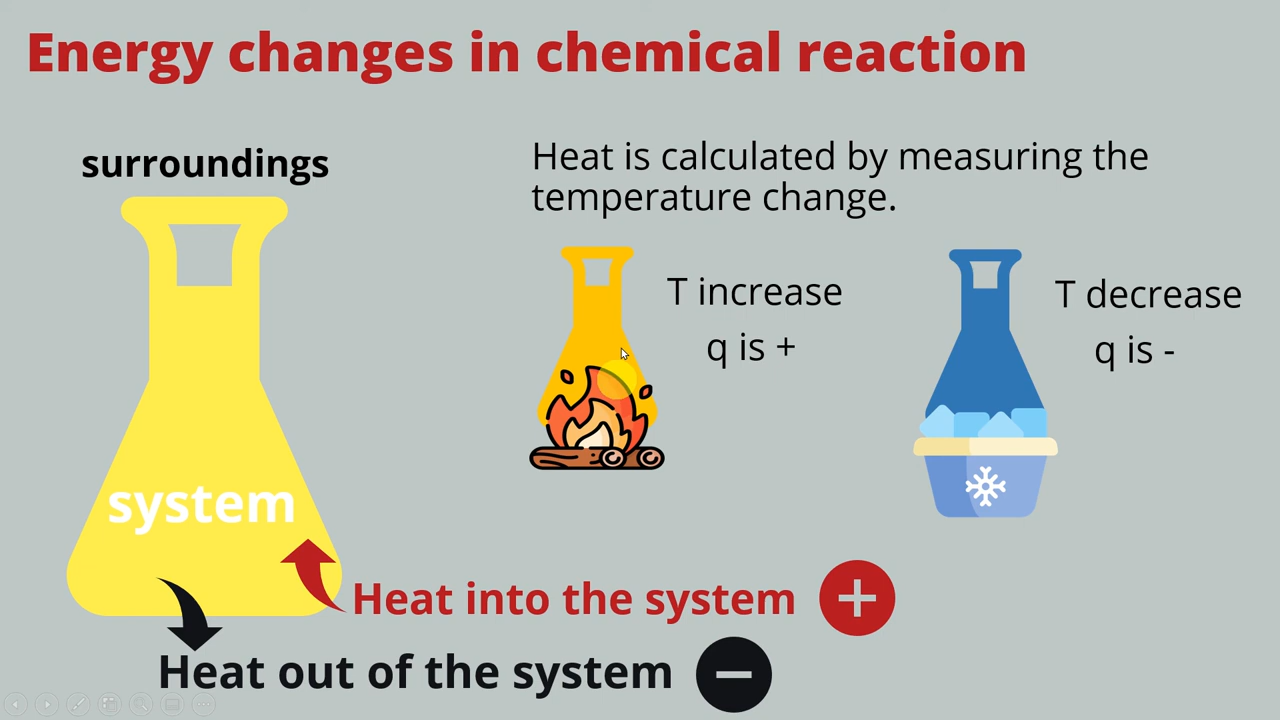 Energy changes in chemical reaction
surroundings
Heat is calculated by measuring the
temperature change.
T increase
q is +
T decrease
q is -
system
Heat into the system +
Heat out of the system −